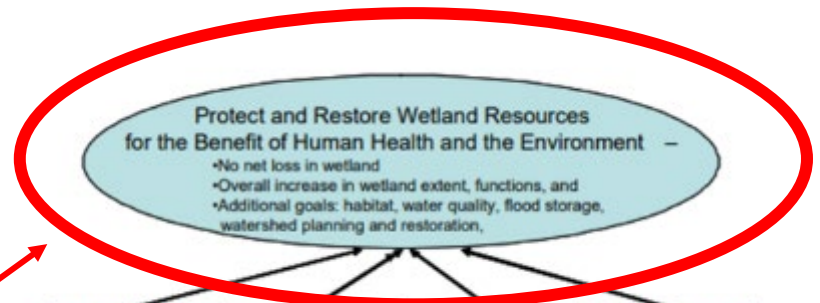 Protect and Restore Wetland Resources
for the Benefit of Human Health and the Environment –
•No net loss in wetland
•Overall increase in wetland extent, functions, and
•Additional goals: habitat, water quality, flood storage,
watershed planning and restoration,